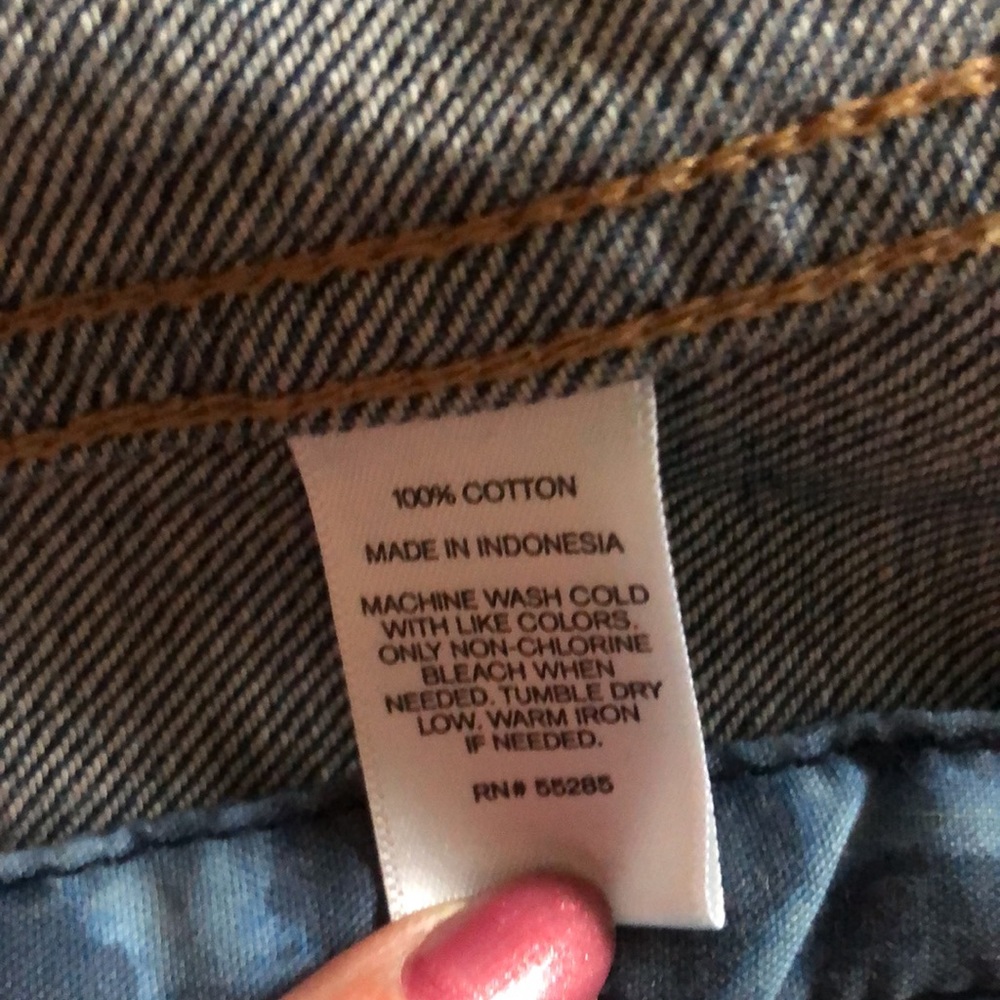 100% COTTON
MADE IN INDONESIA
MACHINE WASH COLD
WITH LIKE COLORS.
ONLY NON-CHLORINE
BLEACH WHEN
NEEDED. TUMBLE DRY
LOW. WARM IRON
IF NEEDED.
RN# 55285